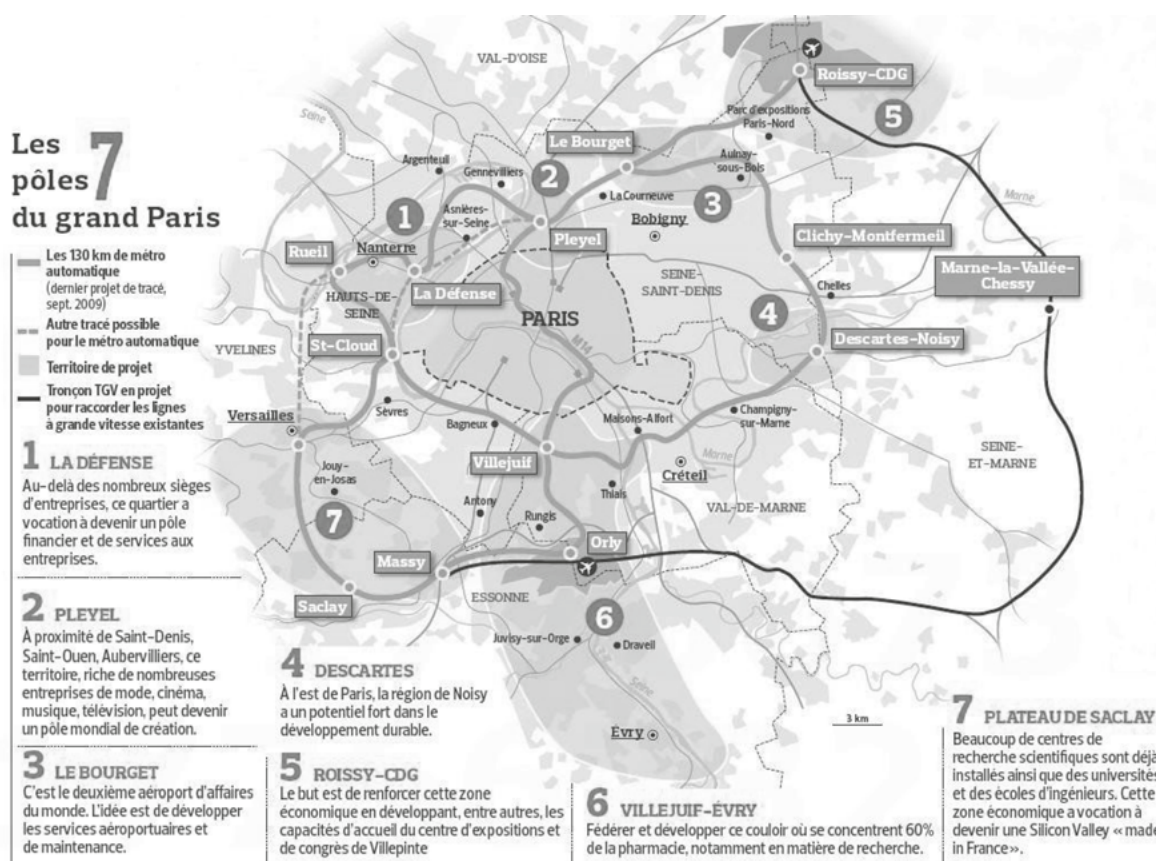 Les 7
pôles
du grand Paris
Les 130 km de métro
automatique
(dernier projet de tracé,
sept. 2009)
Autre tracé possible
pour le métro automatique
Territoire de projet
Tronçon TGV en projet
pour raccorder les lignes
à grande vitesse existantes
1 LA DÉFENSE
Au-delà des nombreux sièges
d'entreprises, ce quartier a
vocation à devenir un pôle
financier et de services aux
entreprises.
2 PLEYEL
À proximité de Saint-Denis,
Saint-Ouen, Aubervilliers, ce
territoire, riche de nombreuses
entreprises de mode, cinéma,
musique, télévision, peut devenir
un pôle mondial de création.
3 LE BOURGET
C'est le deuxième aéroport d'affaires
du monde. L'idée est de développer
les services aéroportuaires et
de maintenance.
4 DESCARTES
À l'est de Paris, la région de Noisy
a un potentiel fort dans le
développement durable.
5 ROISSY-CDG
Le but est de renforcer cette zone
économique en développant, entre autres, les
capacités d'accueil du centre d'expositions et
de congrès de Villepinte
6 VILLEJUIF-ÉVRY
Fédérer et développer ce couloir où se concentrent 60%
de la pharmacie, notamment en matière de recherche.
7 PLATEAU DE SACLAY
Beaucoup de centres de
recherche scientifiques sont déjà
installés ainsi que des universités
et des écoles d'ingénieurs. Cette
zone économique a vocation à
devenir une Silicon Valley « made
in France ».
VAL-D'OISE
Roissy-CDG
5
Seine
Parc d'expositions
Paris-Nord
Le Bourget
Argenteuil
Gennevilliers
2
Aulnay-
sous-Bois
La Courneuve
3
Marne
1
Asnières-
sur-Seine
Bobigny
Pleyel
Clichy-Montfermeil
Rueil
Nanterre
La Défense
SEINE-
SAINT-DENIS
Marne-la-Vallée-
Chessy
HAUTS-DE-
SEINE
Chelles
PARIS
4
M14
St-Cloud
Descartes-Noisy
YVELINES
Versailles
Sèvres
Bagneux
Maisons-Alfort
Champigny-
sur-Marne
SEINE-
ET-MARNE
Villejuif
Marne
Créteil
Jouy-
en-Josas
7
Antony
Thiais
VAL-DE-MARNE
Rungis
Orly
Massy
Saclay
ESSONNE
6
Juvisy-sur-Orge
Draveil
Seine
Évry
3 km